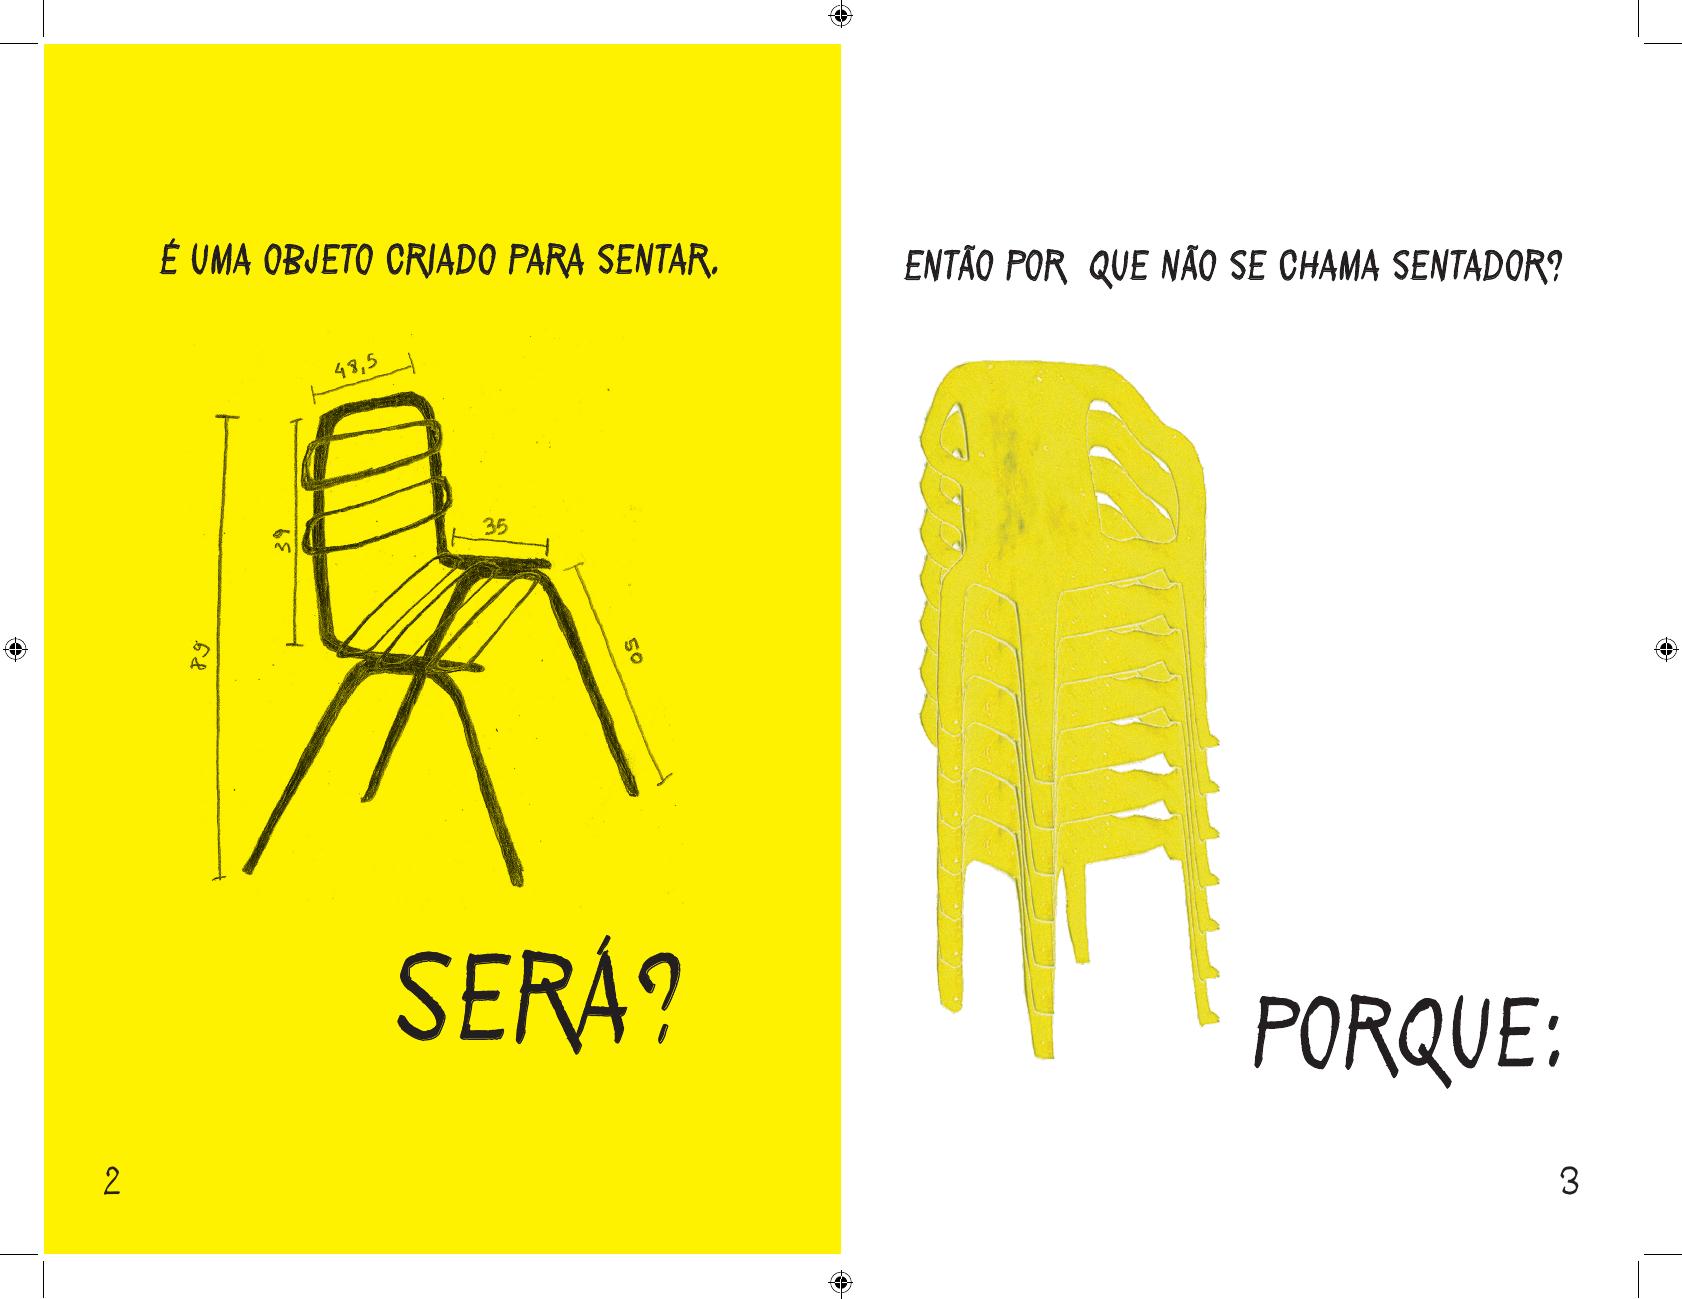 É UMA OBJETO CRIADO PARA SENTAR.
48,5
39
35
89
50
SERÁ?
2
ENTÃO POR QUE NÃO SE CHAMA SENTADOR?
PORQUE:
3